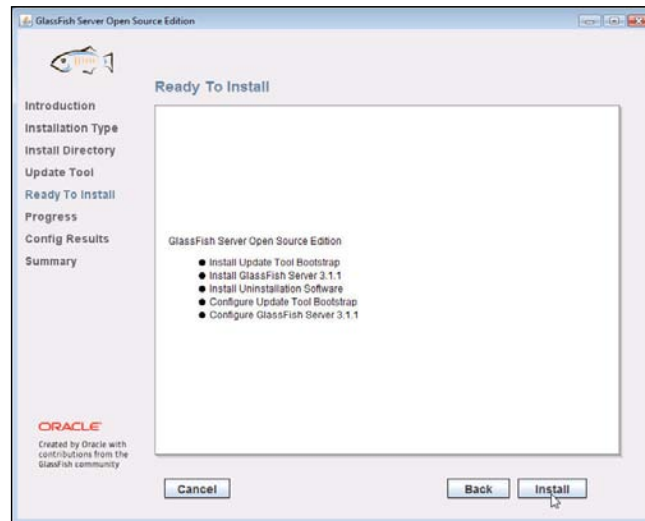 GlassFish Server Open Source Edition
Ready To Install
Introduction
Installation Type
Install Directory
Update Tool
Ready To Install
Progress
Config Results
Summary
GlassFish Server Open Source Edition
Install Update Tool Bootstrap
Install GlassFish Server 3.1.1
Install Uninstallation Software
Configure Update Tool Bootstrap
Configure GlassFish Server 3.1.1
ORACLE
Created by Oracle with
contributions from the
GlassFish community
Cancel
Back
Install